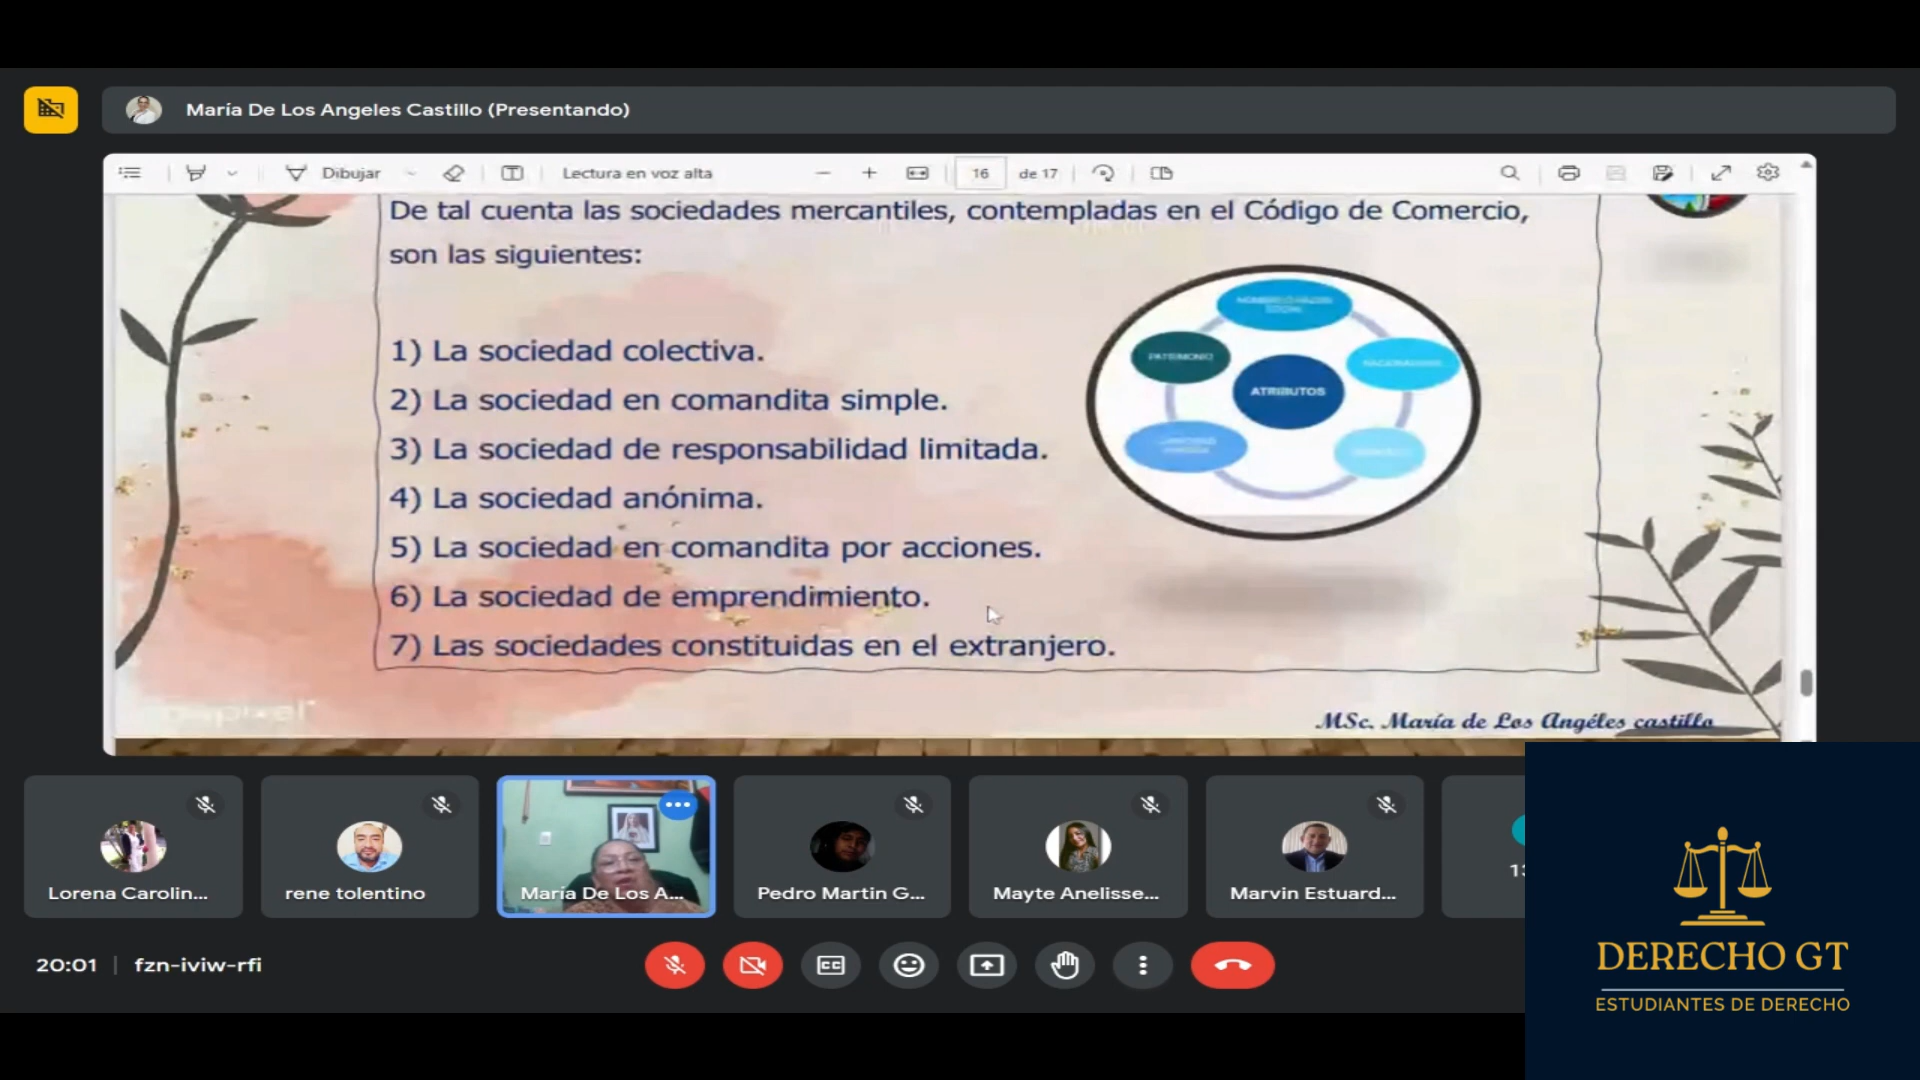 María De Los Angeles Castillo (Presentando)
Dibujar
Lectura en voz alta
16
de 17
De tal cuenta las sociedades mercantiles, contempladas en el Código de Comercio,
son las siguientes:
1) La sociedad colectiva.
2) La sociedad en comandita simple.
3) La sociedad de responsabilidad limitada.
4) La sociedad anónima.
5) La sociedad en comandita por acciones.
6) La sociedad de emprendimiento.
7) Las sociedades constituidas en el extranjero.
PATRIMONIO
ATRIBUTOS
MSc. María de Los Angéles castillo
Lorena Carolin...
rene tolentino
María De Los A...
Pedro Martin G...
Mayte Anelisse...
Marvin Estuard...
20:01
fzn-iviw-rfi
CC
DERECHO GT
ESTUDIANTES DE DERECHO